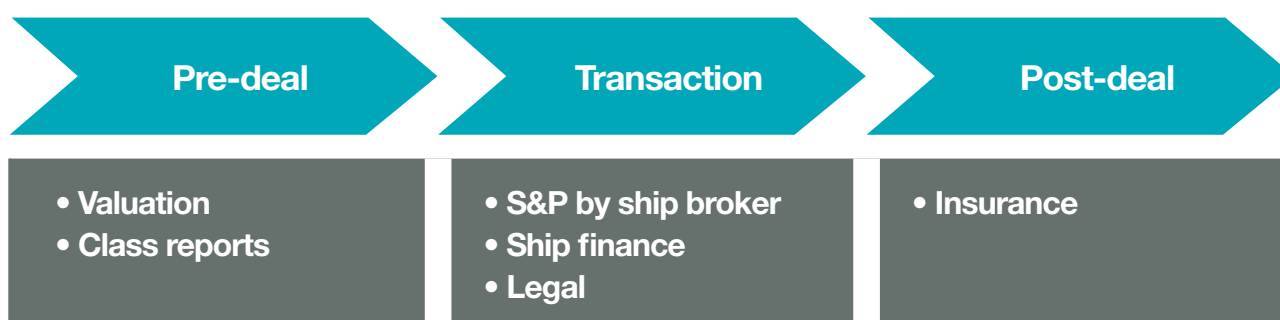 Pre-deal
Transaction
Post-deal
• Valuation
• Class reports
• S&P by ship broker
• Ship finance
• Legal
• Insurance